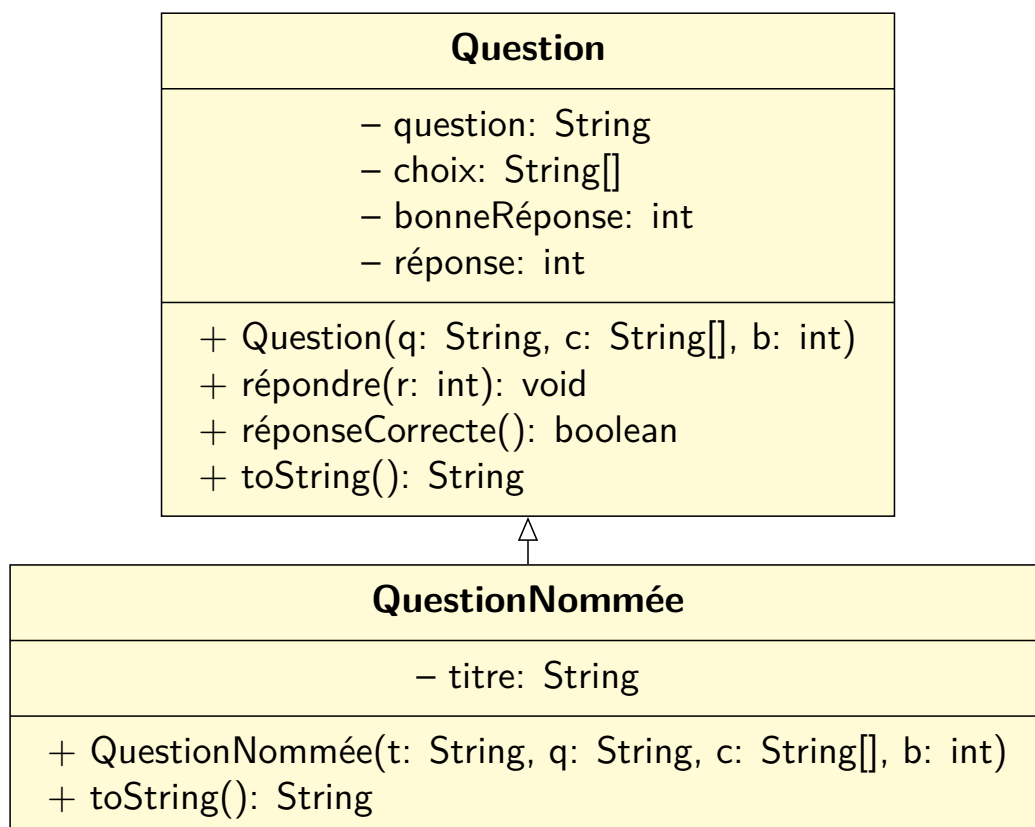 Question
– question: String
– choix: String[]
– bonneRéponse: int
– réponse: int
+ Question(q: String, c: String[], b: int)
+ répondre(r: int): void
+ réponseCorrecte(): boolean
+ toString(): String
QuestionNommée
– titre: String
+ QuestionNommée(t: String, q: String, c: String[], b: int)
+ toString(): String